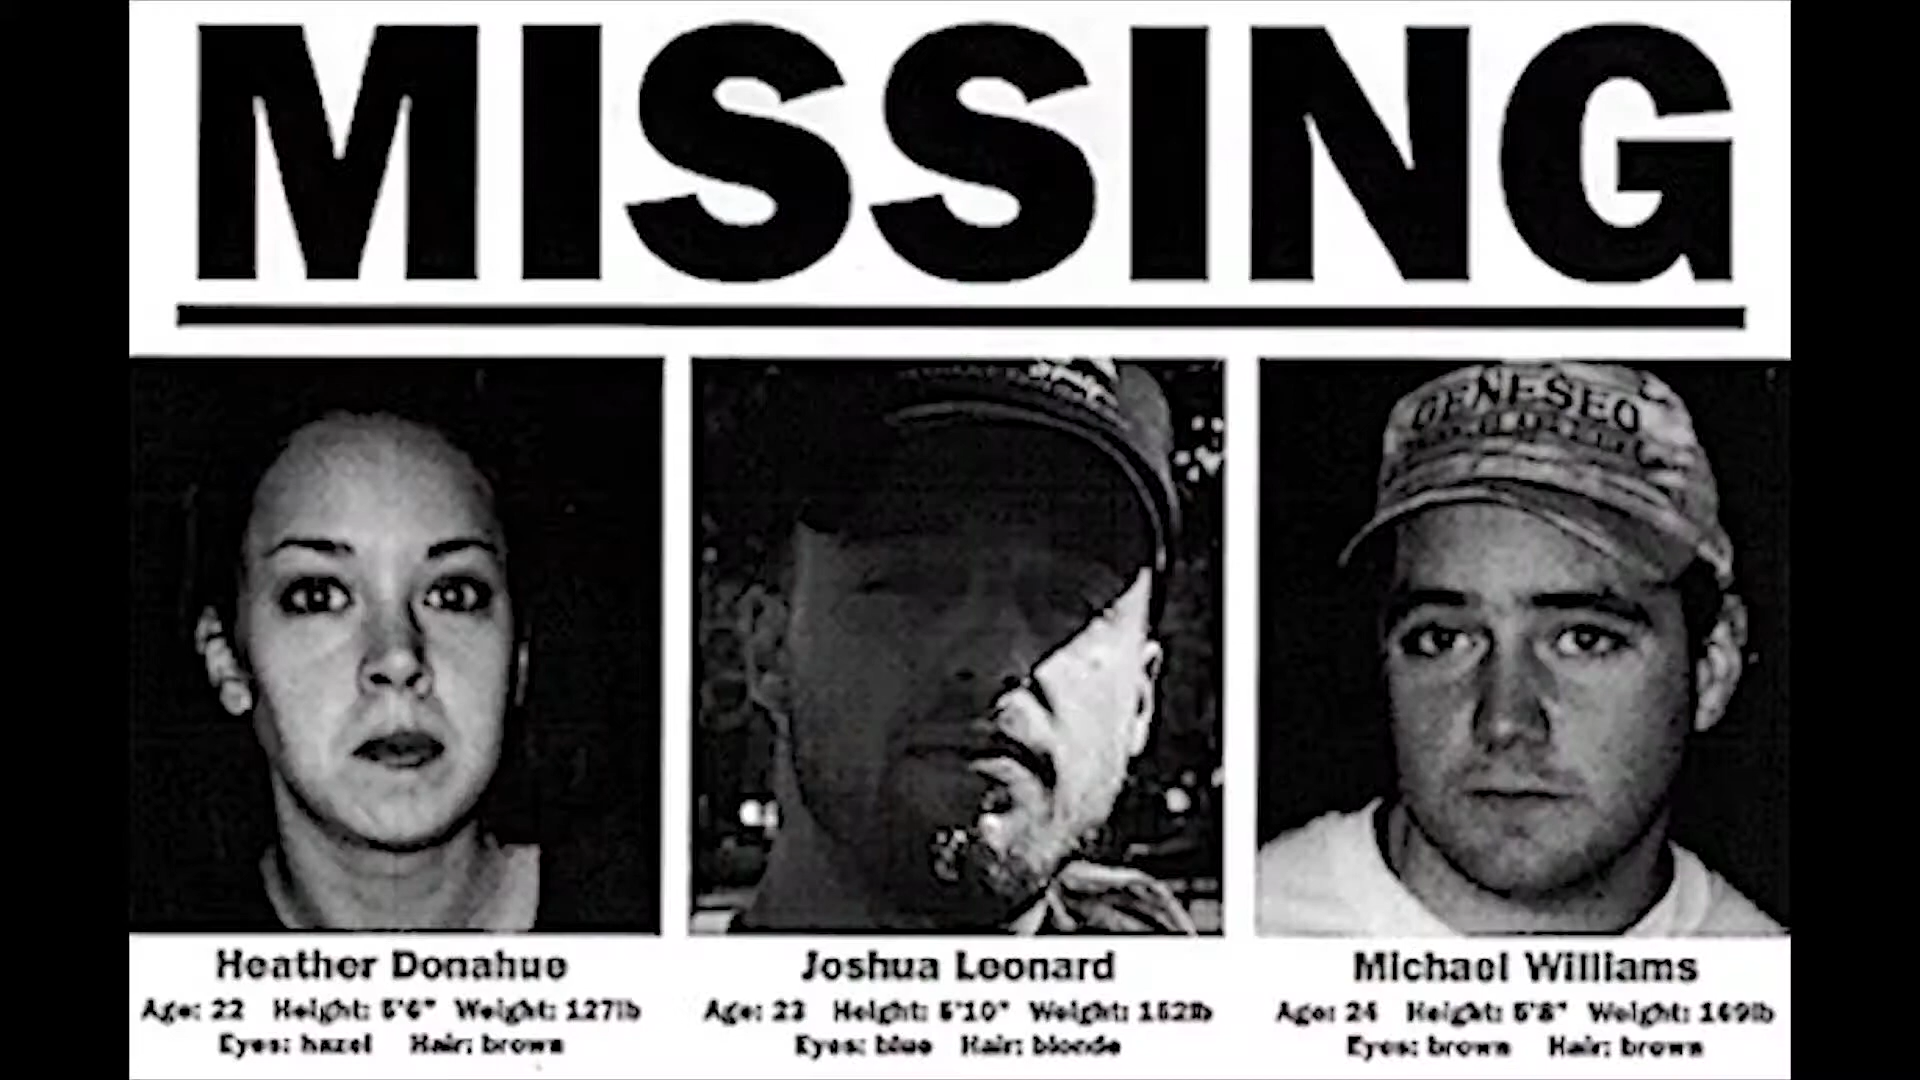 MISSING
GENESEO
Heather Donahue
Joshua Leonard
Michael Williams
Age: 22 Height: 5'6" Weight: 127lb
Age: 23 Height: 5'10" Weight: 152lb
Age: 24 Height: 5'8" Weight: 169lb
Eyes: hazel Hair: brown
Eyes: blue Hair: blonde
Eyes: brown Hair: brown